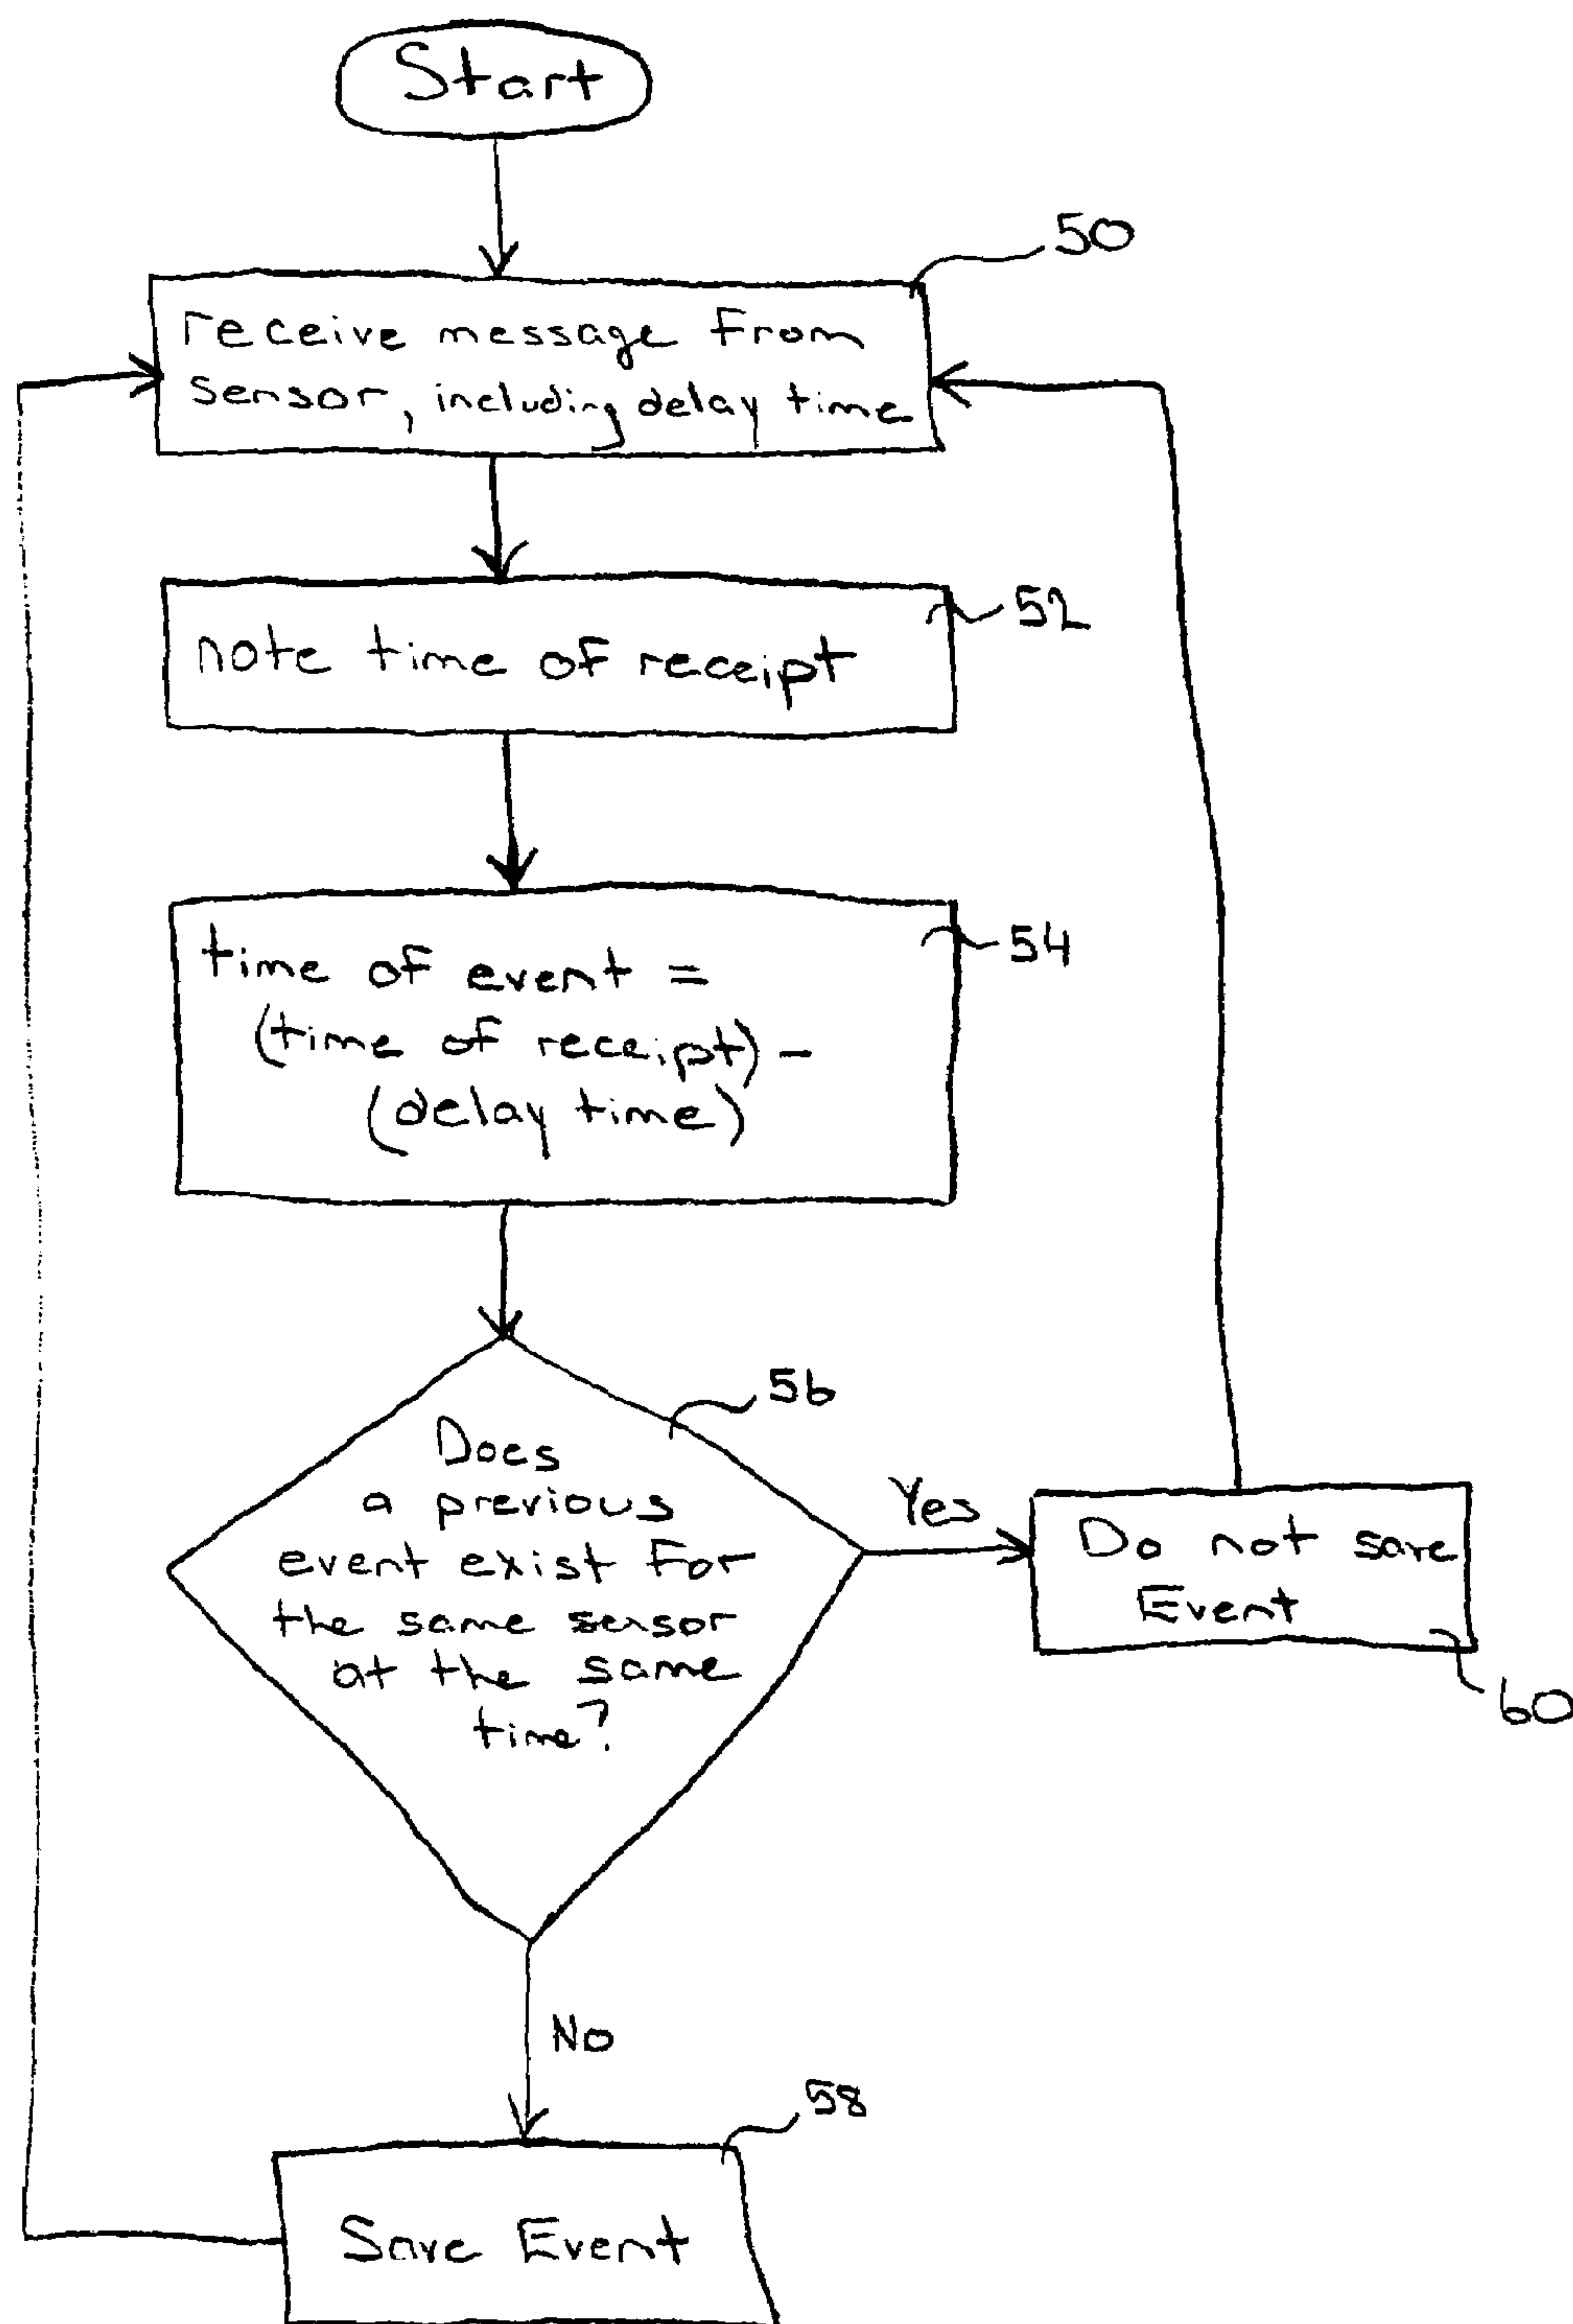 Start
50
receive message from
sensor, including delay time
52
note time of receipt
54
time of event =
(time of receipt) -
(delay time)
56
Does
a previous
event exist for
the same sensor
at the same
time?
Yes
Do not save
Event
60
No
58
Save Event